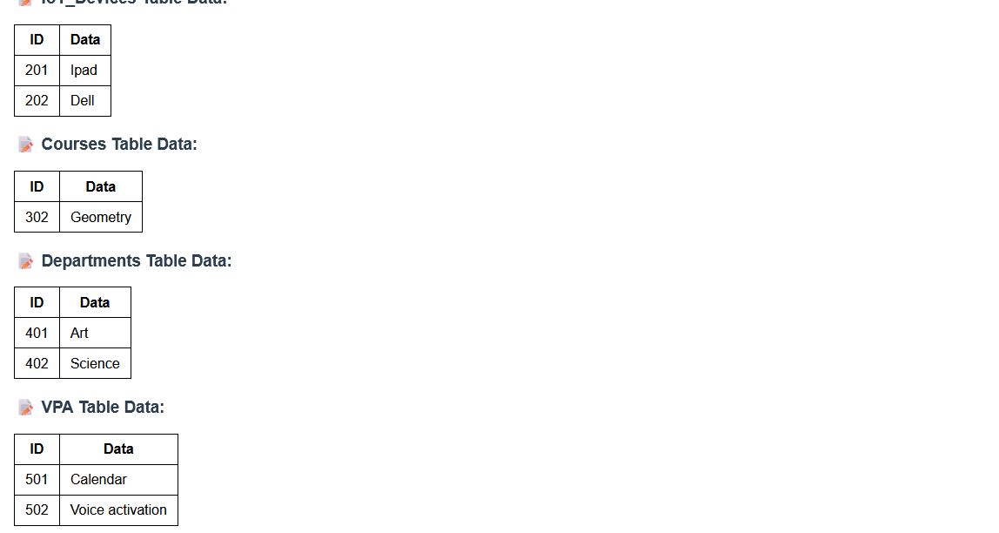 IoT_Devices Table Data:
ID Data
201 Ipad
202 Dell
Courses Table Data:
ID Data
302 Geometry
Departments Table Data:
ID Data
401 Art
402 Science
VPA Table Data:
ID Data
501 Calendar
502 Voice activation